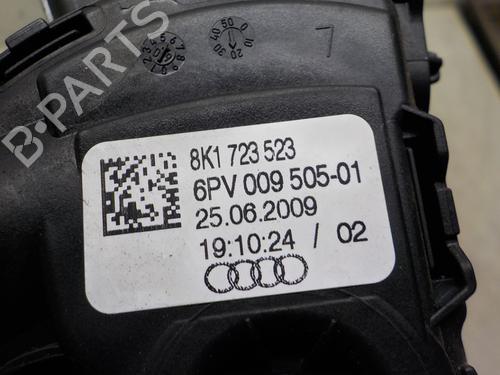 B-PARTS
7
8K1 723 523
6PV 009 505-01
25.06.2009
19:10:24 / 02